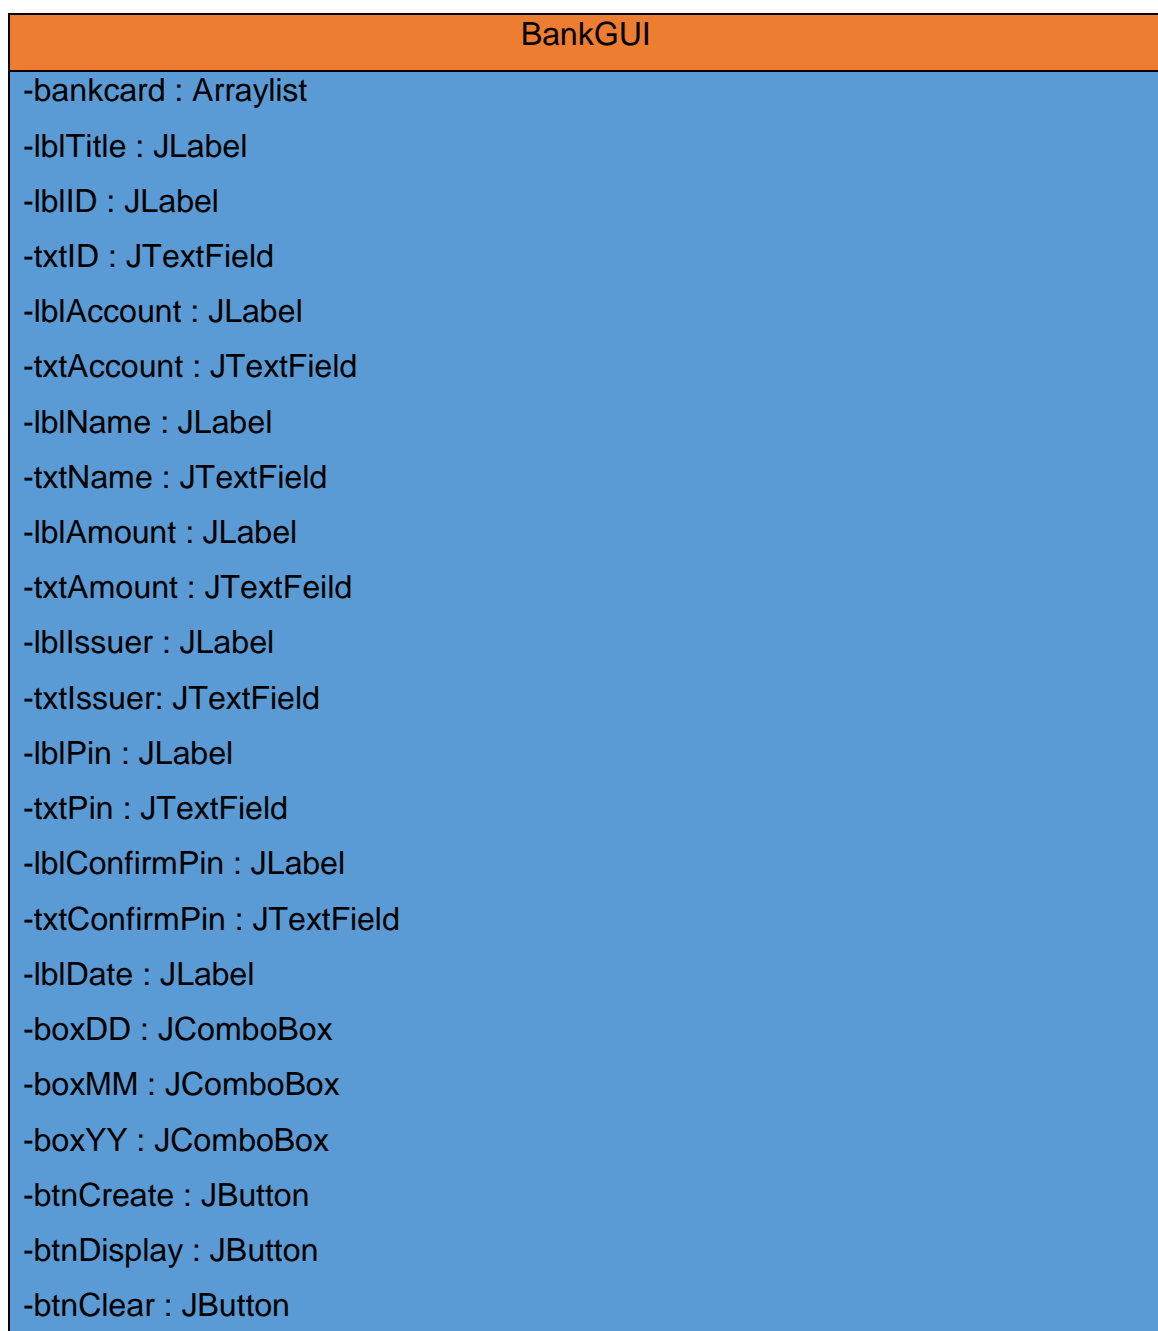 BankGUI
-bankcard : Arraylist
-lblTitle : JLabel
-lblID : JLabel
-txtID : JTextField
-lblAccount : JLabel
-txtAccount : JTextField
-lblName : JLabel
-txtName : JTextField
-lblAmount : JLabel
-txtAmount : JTextFeild
-lblIssuer : JLabel
-txtIssuer: JTextField
-lblPin : JLabel
-txtPin : JTextField
-lblConfirmPin : JLabel
-txtConfirmPin : JTextField
-lblDate : JLabel
-boxDD : JComboBox
-boxMM : JComboBox
-boxYY : JComboBox
-btnCreate : JButton
-btnDisplay : JButton
-btnClear : JButton